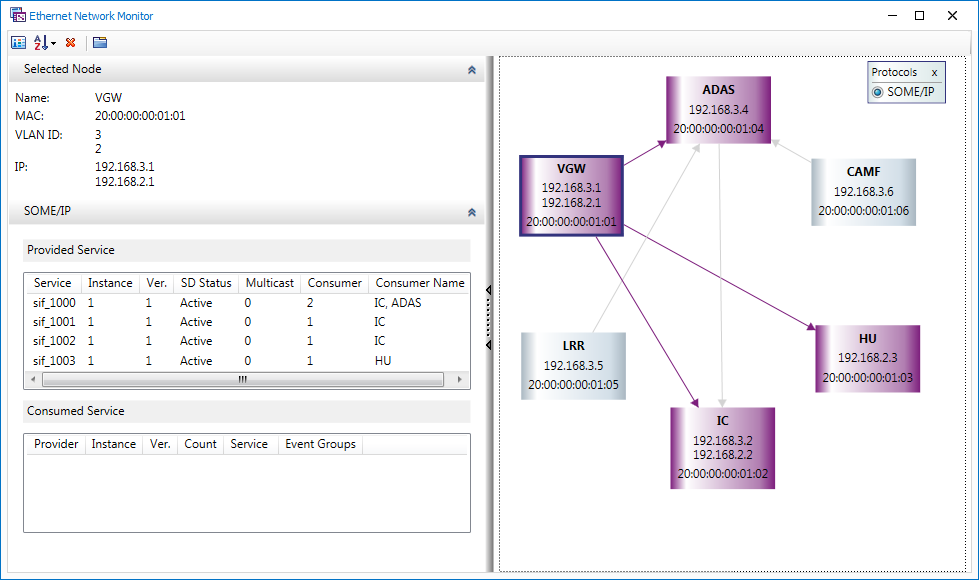 Ethernet Network Monitor
Selected Node
Name: VGW
MAC: 20:00:00:00:01:01
VLAN ID: 3
2
IP: 192.168.3.1
192.168.2.1
SOME/IP
Provided Service
Service Instance Ver. SD Status Multicast Consumer Consumer Name
sif_1000 1 1 Active 0 2 IC, ADAS
sif_1001 1 1 Active 0 1 IC
sif_1002 1 1 Active 0 1 IC
sif_1003 1 1 Active 0 1 HU
Consumed Service
Provider Instance Ver. Count Service Event Groups
Protocols x
SOME/IP
ADAS
192.168.3.4
20:00:00:00:01:04
VGW
192.168.3.1
192.168.2.1
20:00:00:00:01:01
CAMF
192.168.3.6
20:00:00:00:01:06
LRR
192.168.3.5
20:00:00:00:01:05
HU
192.168.2.3
20:00:00:00:01:03
IC
192.168.3.2
192.168.2.2
20:00:00:00:01:02